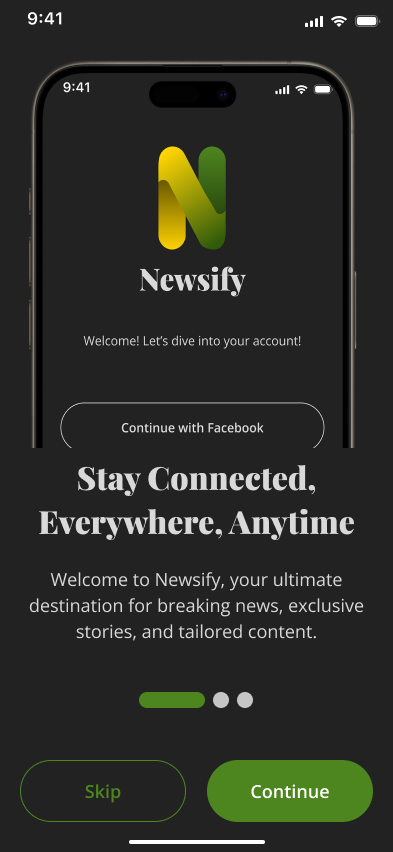 9:41
9:41
Newsify
Welcome! Let's dive into your account!
Continue with Facebook
Stay Connected,
Everywhere, Anytime
Welcome to Newsify, your ultimate
destination for breaking news, exclusive
stories, and tailored content.
Skip
Continue